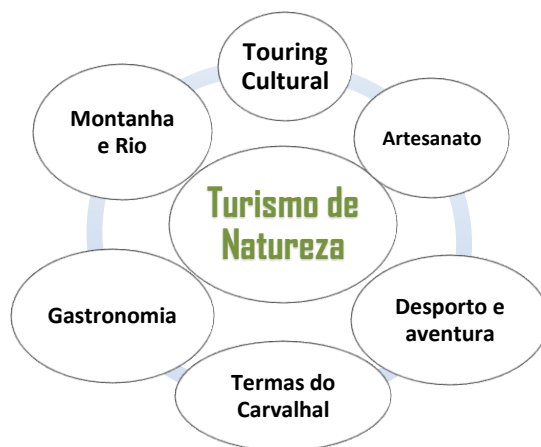 Touring
Cultural
Montanha
e Rio
Artesanato
Turismo de
Natureza
Gastronomia
Desporto e
aventura
Termas do
Carvalhal